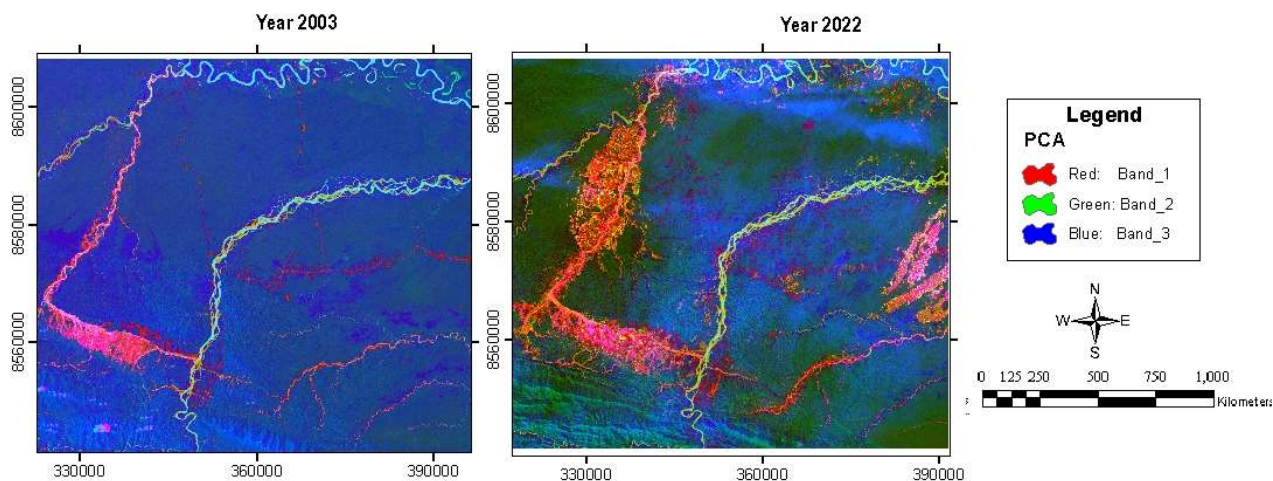 Year 2003
Year 2022
8600000
8580000
8560000
330000 360000 390000
8600000
8580000
8560000
330000 360000 390000
Legend
PCA
Red: Band_1
Green: Band_2
Blue: Band_3
N
W E
S
0 125 250 500 750 1,000
Kilometers